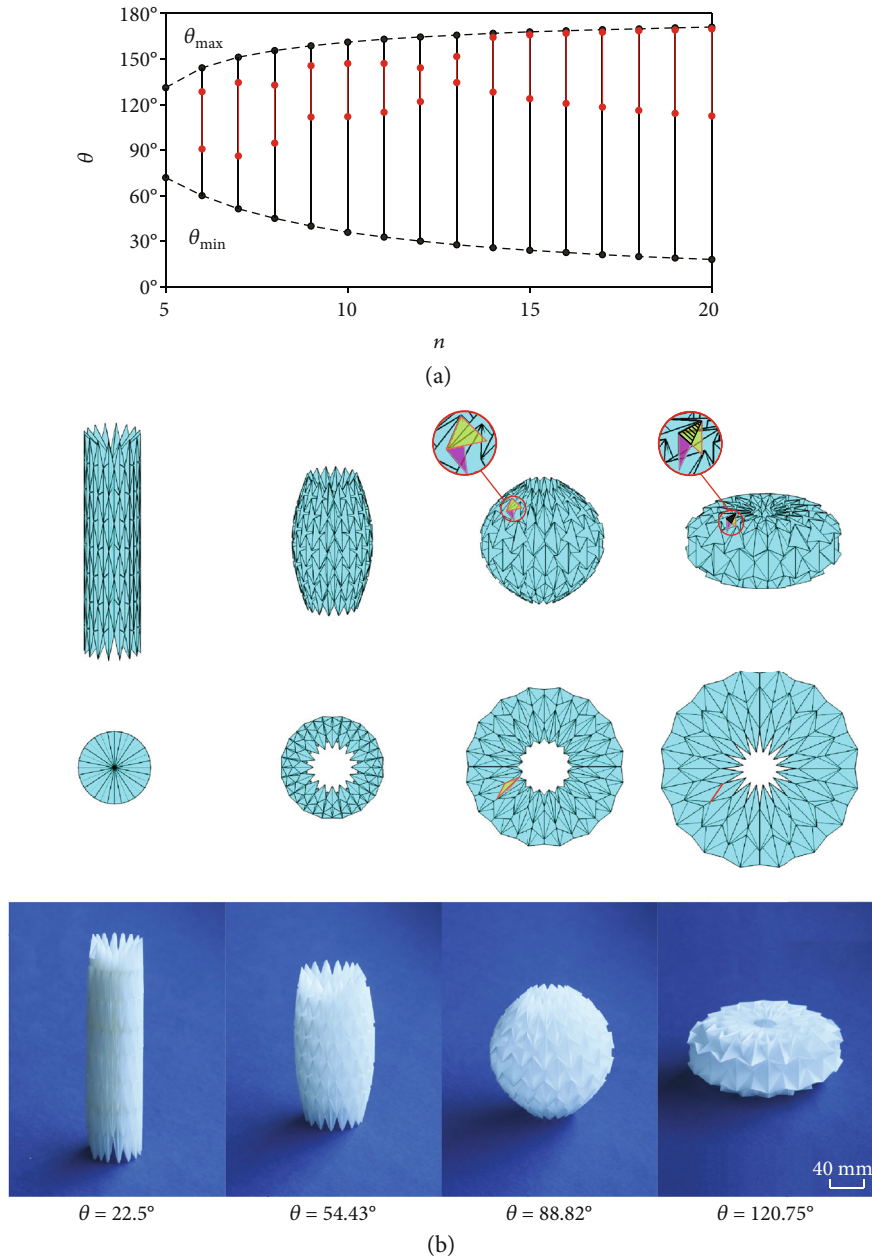 180°
150°
120°
90°
60°
30°
0°
θ
θmax
θmin
5
10
15
20
n
(a)
40 mm
θ = 22.5°
θ = 54.43°
θ = 88.82°
θ = 120.75°
(b)